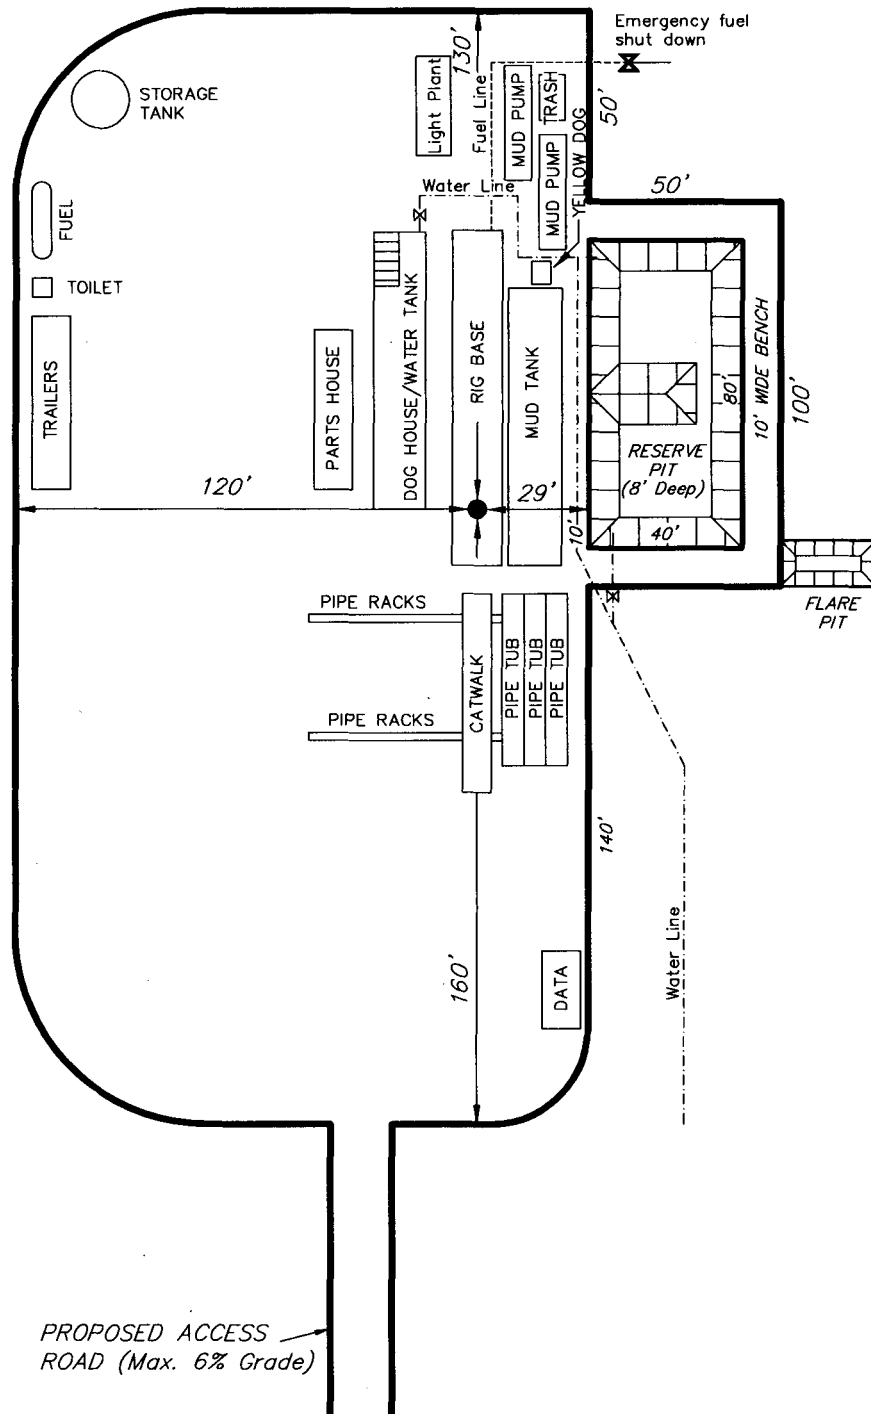 Emergency fuel
shut down
130'
50'
STORAGE
TANK
Light Plant
Fuel Line
MUD PUMP
TRASH
MUD PUMP
YELLOW DOG
Water Line
50'
FUEL
TOILET
TRAILERS
PARTS HOUSE
DOG HOUSE/WATER TANK
RIG BASE
MUD TANK
80'
10' WIDE BENCH
100'
RESERVE
PIT
(8' Deep)
120'
29'
10'
40'
PIPE RACKS
FLARE
PIT
CATWALK
PIPE TUB
PIPE TUB
PIPE TUB
PIPE RACKS
140'
160'
DATA
Water Line
PROPOSED ACCESS
ROAD (Max. 6% Grade)